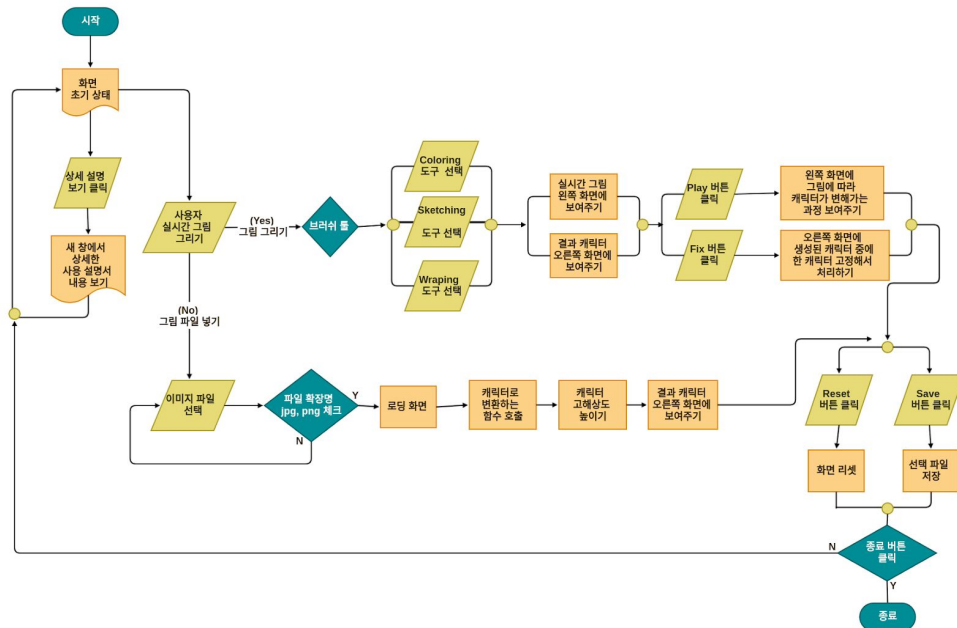 시작
화면
초기 상태
상세 설명
보기 클릭
새 창에서
상세한
사용 설명서
내용 보기
사용자
실시간 그림
그리기
(Yes)
그림 그리기
브러쉬 툴
Coloring
도구 선택
Sketching
도구 선택
Wraping
도구 선택
실시간 그림
왼쪽 화면에
보여주기
결과 캐릭터
오른쪽 화면에
보여주기
Play 버튼
클릭
Fix 버튼
클릭
왼쪽 화면에
그림에 따라
캐릭터가 변해가는
과정 보여주기
오른쪽 화면에
생성된 캐릭터 중에
한 캐릭터 고정해서
처리하기
(No)
그림 파일 넣기
이미지 파일
선택
파일 확장명
jpg, png 체크
Y
N
로딩 화면
캐릭터로
변환하는
함수 호출
캐릭터
고해상도
높이기
결과 캐릭터
오른쪽 화면에
보여주기
Reset
버튼 클릭
Save
버튼 클릭
화면 리셋
선택 파일
저장
종료 버튼
클릭
N
Y
종료